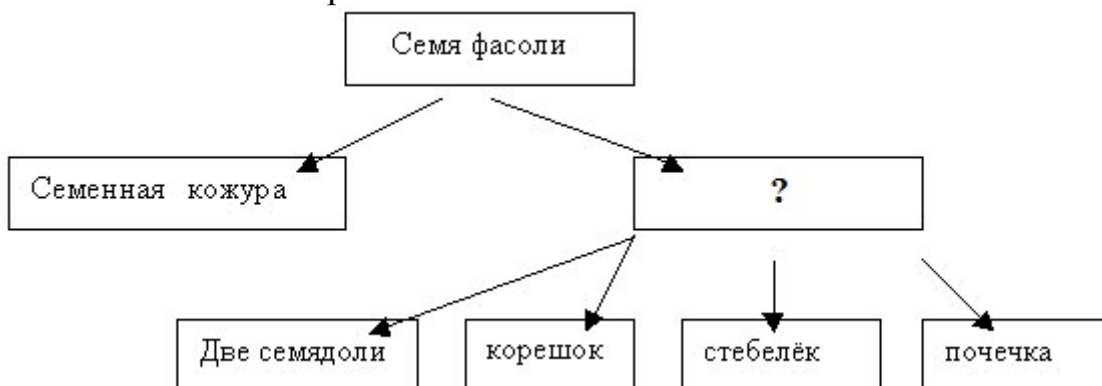 Семя фасоли
Семенная кожура
?
Две семядоли
корешок
стебелёк
почечка